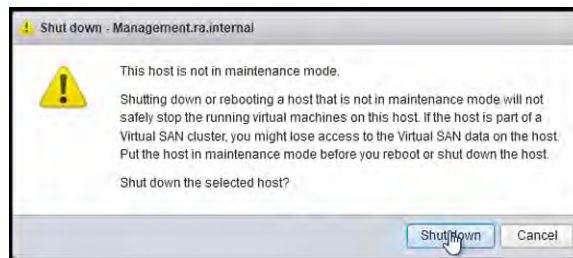 Shut down - Management.ra.internal
This host is not in maintenance mode.
Shutting down or rebooting a host that is not in maintenance mode will not
safely stop the running virtual machines on this host. If the host is part of a
Virtual SAN cluster, you might lose access to the Virtual SAN data on the host.
Put the host in maintenance mode before you reboot or shut down the host.
Shut down the selected host?
Shut down Cancel